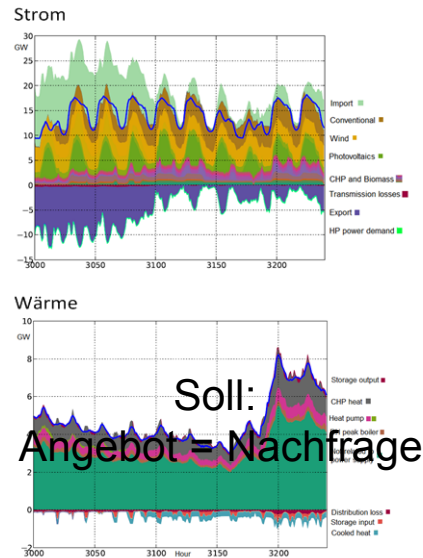 Strom
GW
30
25
20
15
10
5
0
−5
−10
−15
3000 3050 3100 3150 3200
Import
Conventional
Wind
Photovoltaics
CHP and Biomass
Transmission losses
Export
HP power demand
Wärme
10
GW
8
6
4
2
0
−2
3000 3050 3100 3150 3200
Hour
Storage output
CHP heat
Heat pump
peak boiler
power supply
Distribution loss
Storage input
Cooled heat
Soll:
Angebot = Nachfrage